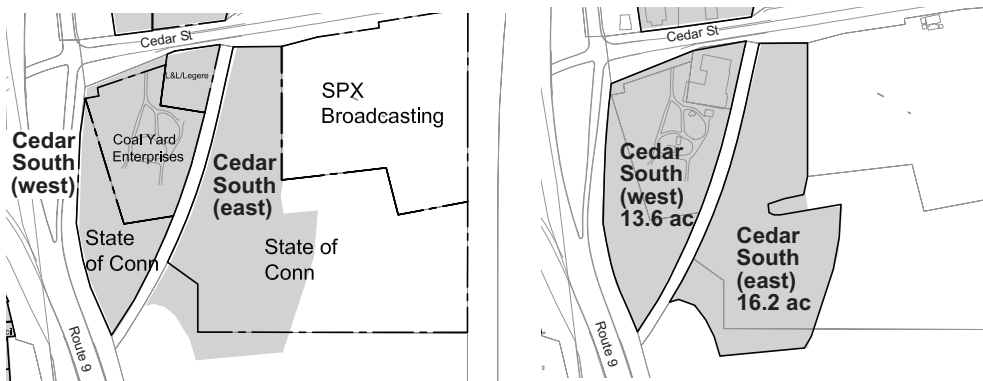 Cedar St
L&L/Legere
SPX
Broadcasting
Coal Yard
Enterprises
Cedar
South
(west)
Cedar
South
(east)
State
of Conn
State of
Conn
Route 9
Cedar St
Cedar
South
(west)
13.6 ac
Cedar
South
(east)
16.2 ac
Route 9